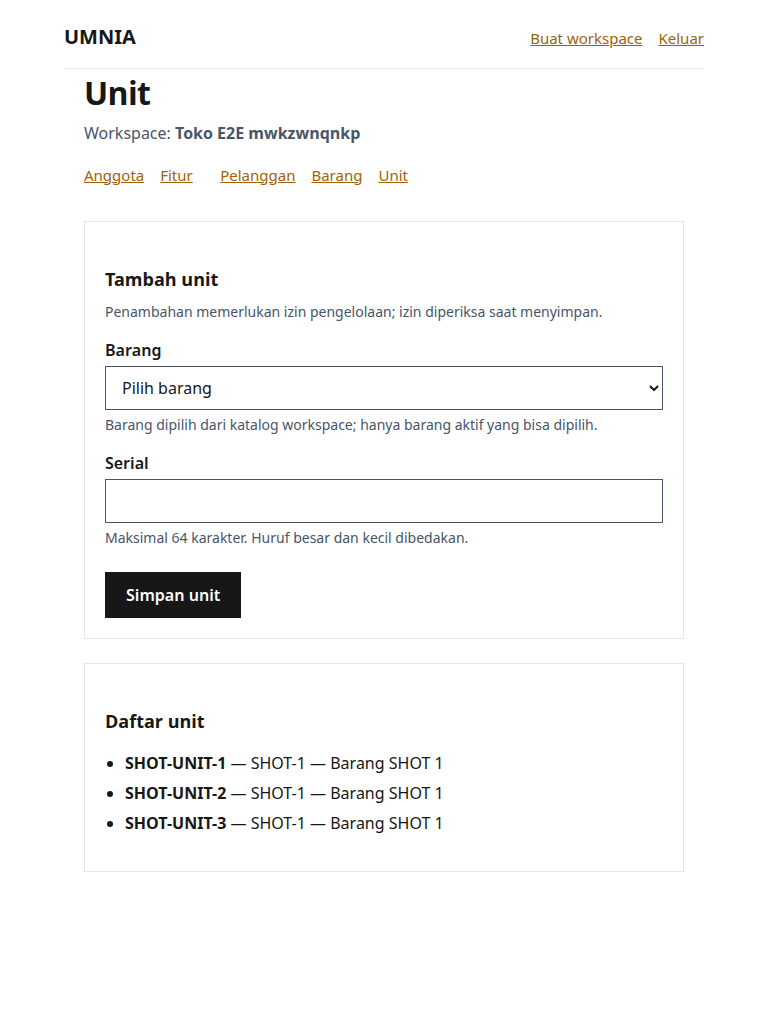 UMNIA
Buat workspace Keluar
Unit
Workspace: Toko E2E mwkzwnqnkp
Anggota Fitur Pelanggan Barang Unit
Tambah unit
Penambahan memerlukan izin pengelolaan; izin diperiksa saat menyimpan.
Barang
Pilih barang
Barang dipilih dari katalog workspace; hanya barang aktif yang bisa dipilih.
Serial
Maksimal 64 karakter. Huruf besar dan kecil dibedakan.
Simpan unit
Daftar unit
SHOT-UNIT-1 — SHOT-1 — Barang SHOT 1
SHOT-UNIT-2 — SHOT-1 — Barang SHOT 1
SHOT-UNIT-3 — SHOT-1 — Barang SHOT 1